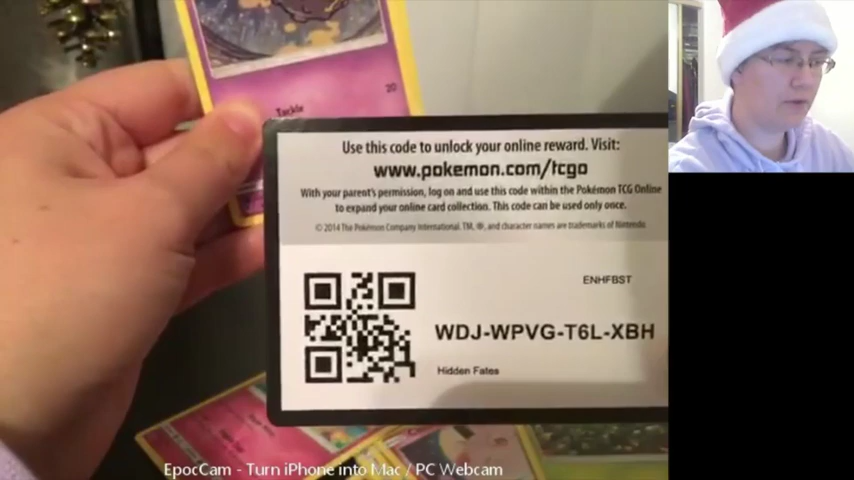 Tackle 20
Use this code to unlock your online reward. Visit:
www.pokemon.com/tcgo
With your parent's permission, log on and use this code within the Pokémon TCG Online
to expand your online card collection. This code can be used only once.
© 2014 The Pokémon Company International. TM, ®, and character names are trademarks of Nintendo.
ENHFBST
WDJ-WPVG-T6L-XBH
Hidden Fates
EpocCam - Turn iPhone into Mac / PC Webcam